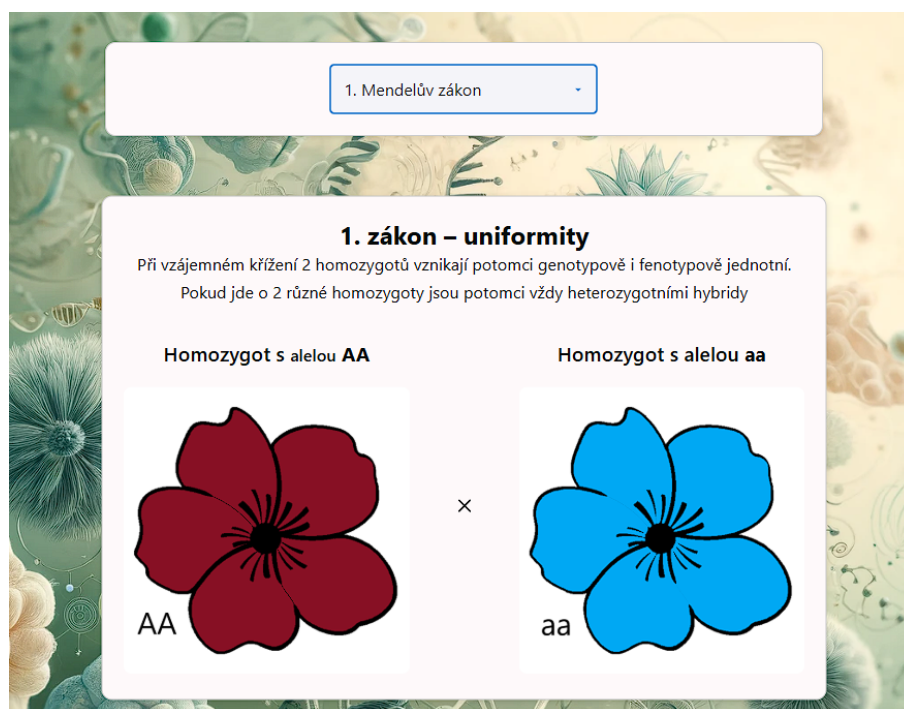 1. Mendelův zákon
1. zákon – uniformity
Při vzájemném křížení 2 homozygotů vznikají potomci genotypově i fenotypově jednotní.
Pokud jde o 2 různé homozygoty jsou potomci vždy heterozygotními hybridy
Homozygot s alelou AA
Homozygot s alelou aa
×
AA
aa